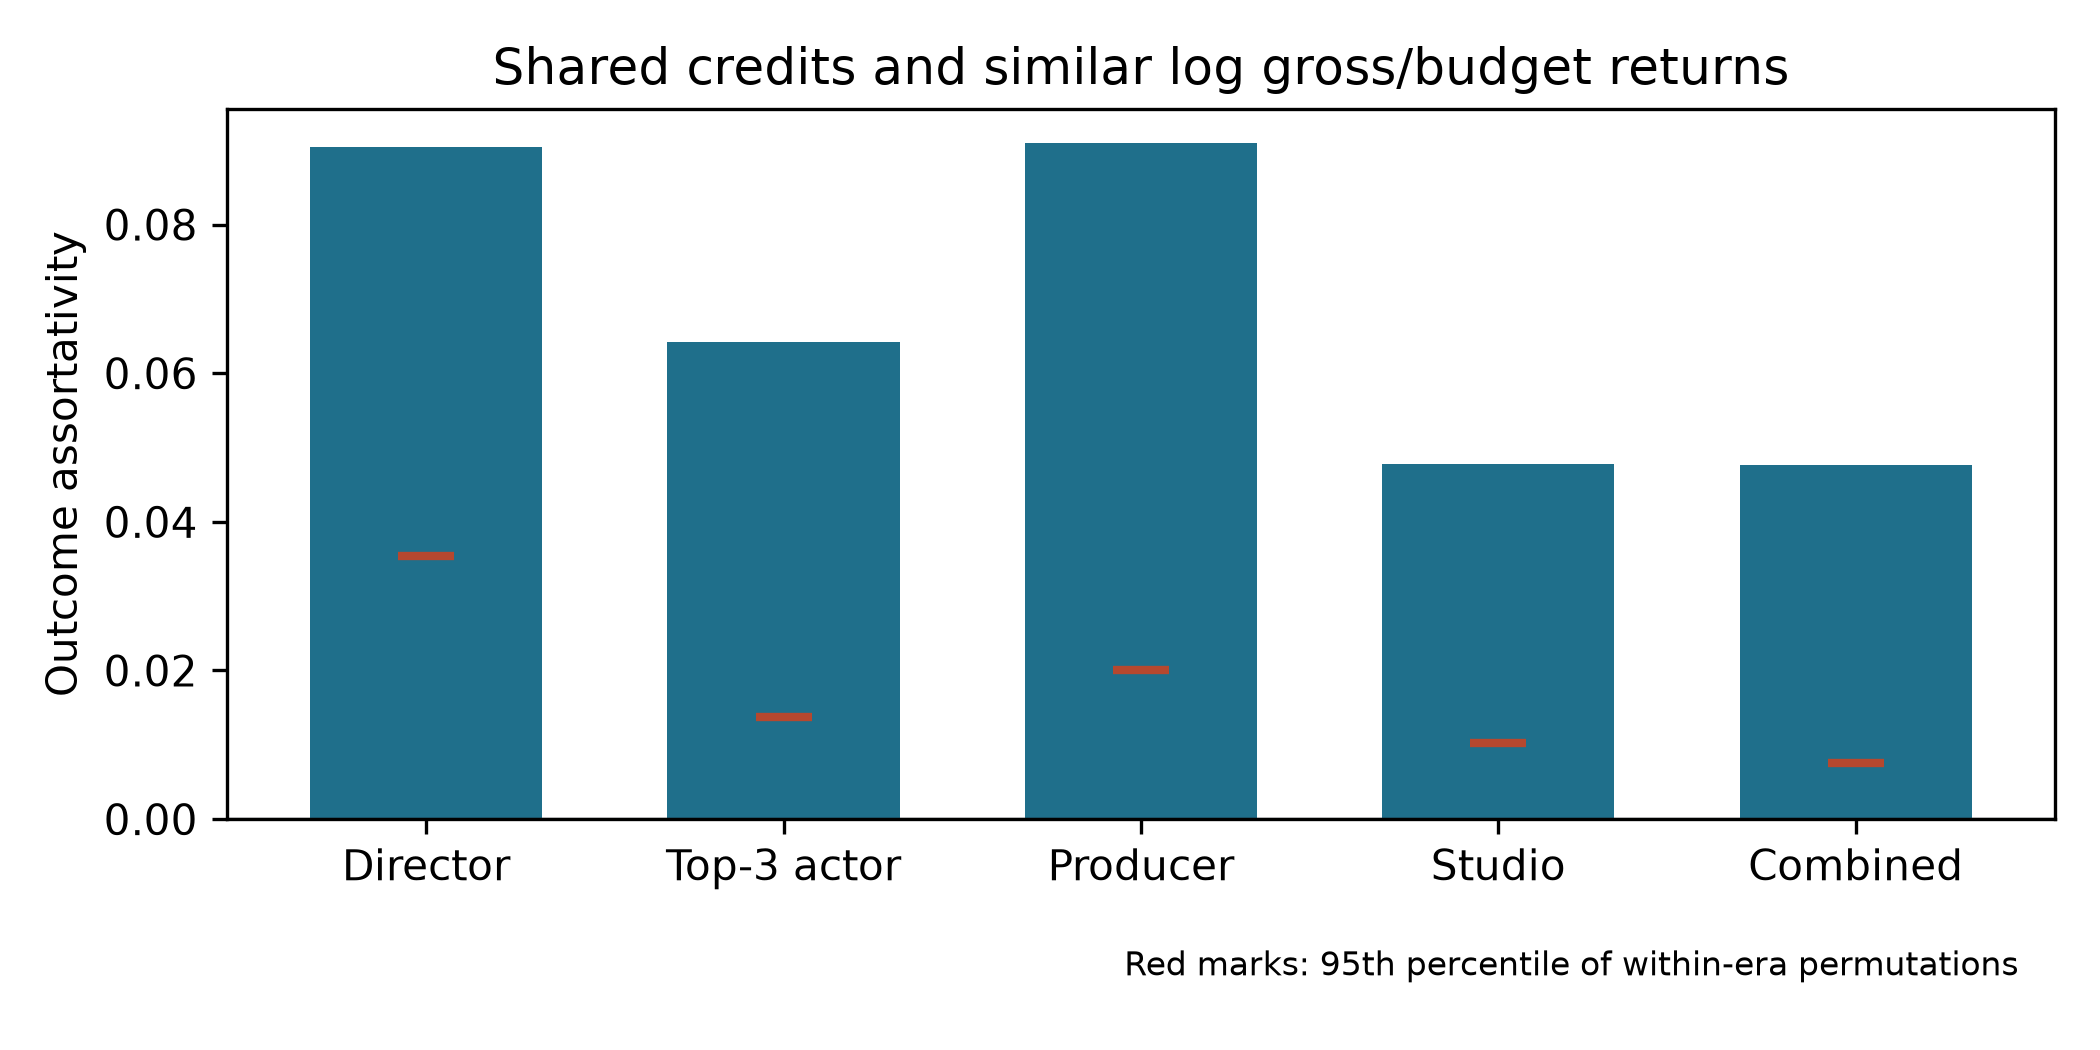 Shared credits and similar log gross/budget returns
Outcome assortativity
0.08
0.06
0.04
0.02
0.00
Director Top-3 actor Producer Studio Combined
Red marks: 95th percentile of within-era permutations